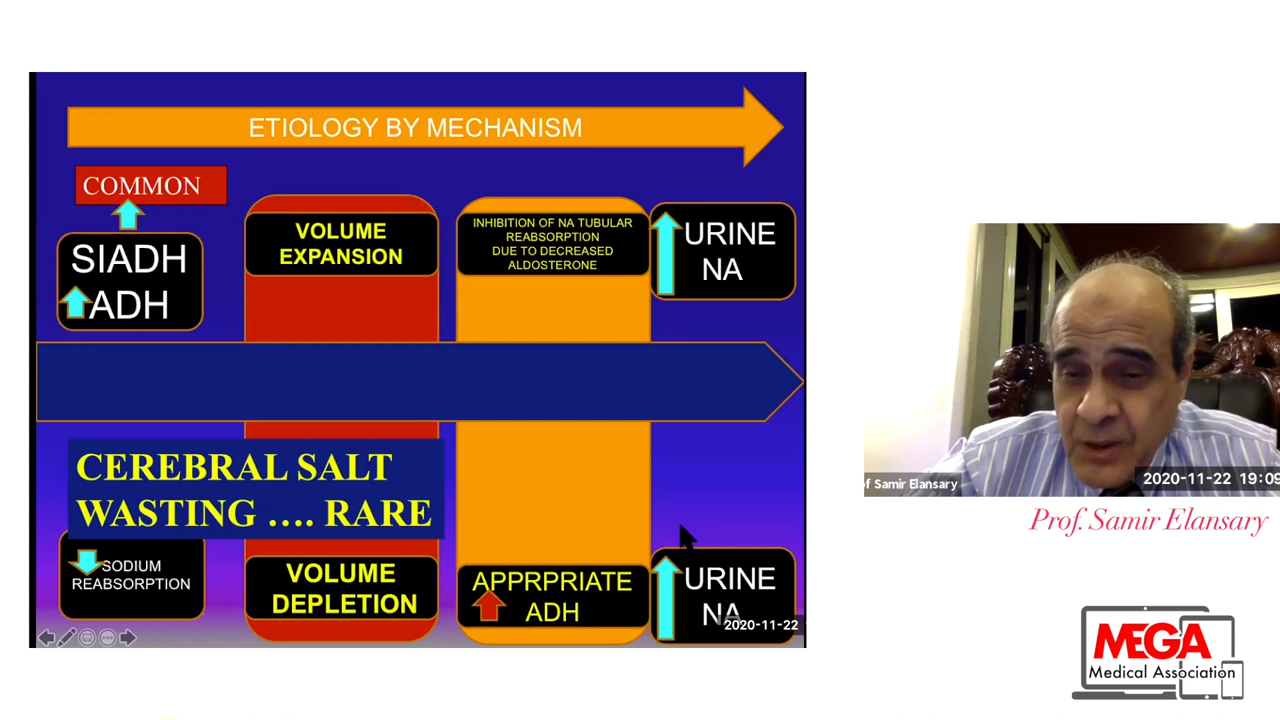 ETIOLOGY BY MECHANISM
COMMON
SIADH
ADH
VOLUME
EXPANSION
INHIBITION OF NA TUBULAR
REABSORPTION
DUE TO DECREASED
ALDOSTERONE
URINE
NA
CEREBRAL SALT
WASTING .... RARE
SODIUM
REABSORPTION
VOLUME
DEPLETION
APPRPRIATE
ADH
URINE
NA
2020-11-22
of Samir Elansary
2020-11-22 19:09
Prof. Samir Elansary
MEGA
Medical Association